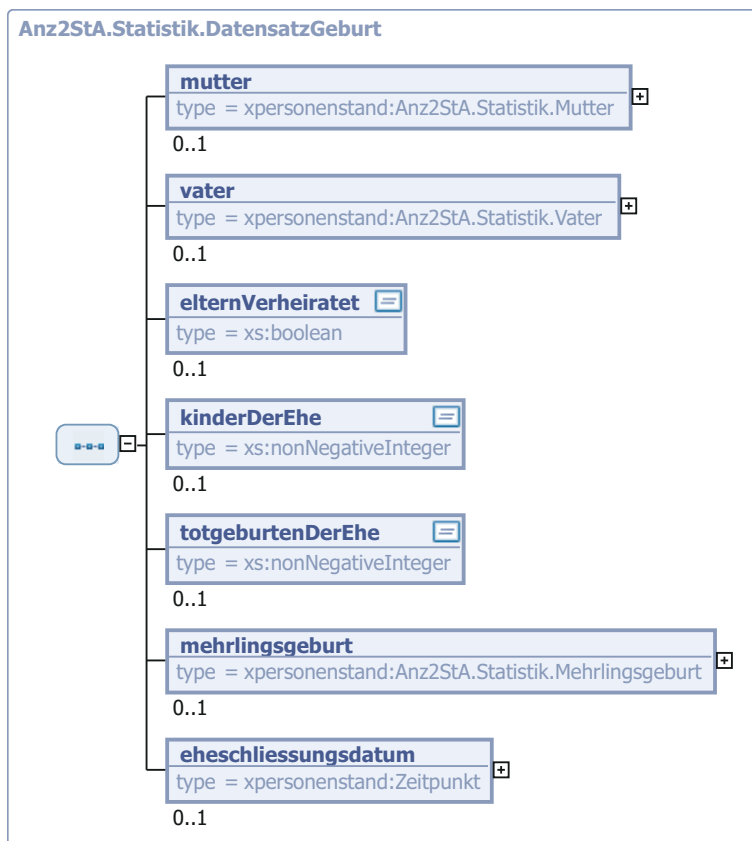 Anz2StA.Statistik.DatensatzGeburt
mutter
type = xpersonenstand:Anz2StA.Statistik.Mutter
0..1
vater
type = xpersonenstand:Anz2StA.Statistik.Vater
0..1
elternVerheiratet
type = xs:boolean
0..1
kinderDerEhe
type = xs:nonNegativeInteger
0..1
totgeburtenDerEhe
type = xs:nonNegativeInteger
0..1
mehrlingsgeburt
type = xpersonenstand:Anz2StA.Statistik.Mehrlingsgeburt
0..1
eheschliessungsdatum
type = xpersonenstand:Zeitpunkt
0..1